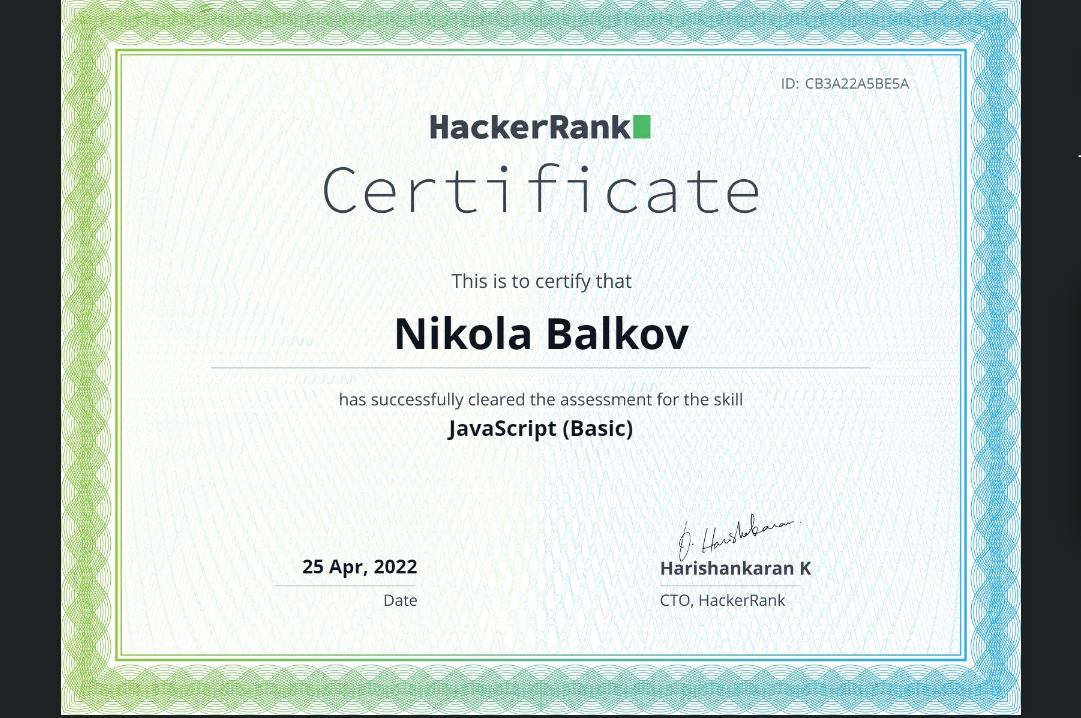 ID: CB3A22A5BE5A
HackerRank
Certificate
This is to certify that
Nikola Balkov
has successfully cleared the assessment for the skill
JavaScript (Basic)
25 Apr, 2022
Date
Harishankaran K
CTO, HackerRank